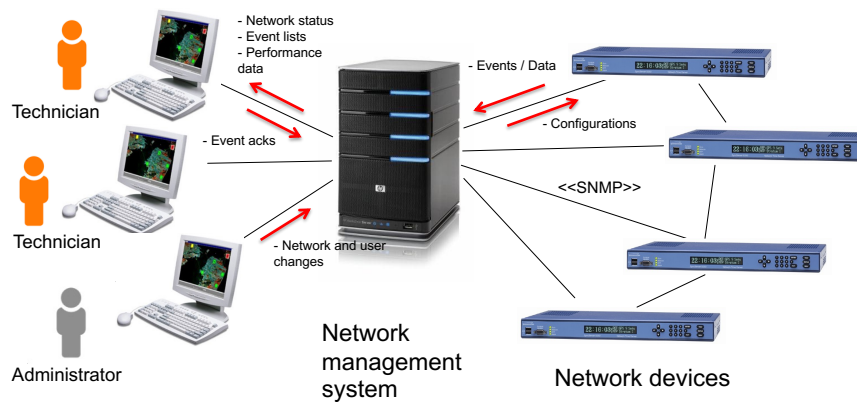 - Network status
- Event lists
- Performance
data
Technician
- Event acks
Technician
- Network and user
changes
Administrator
hp
Network
management
system
- Events / Data
- Configurations
<<SNMP>>
Network devices